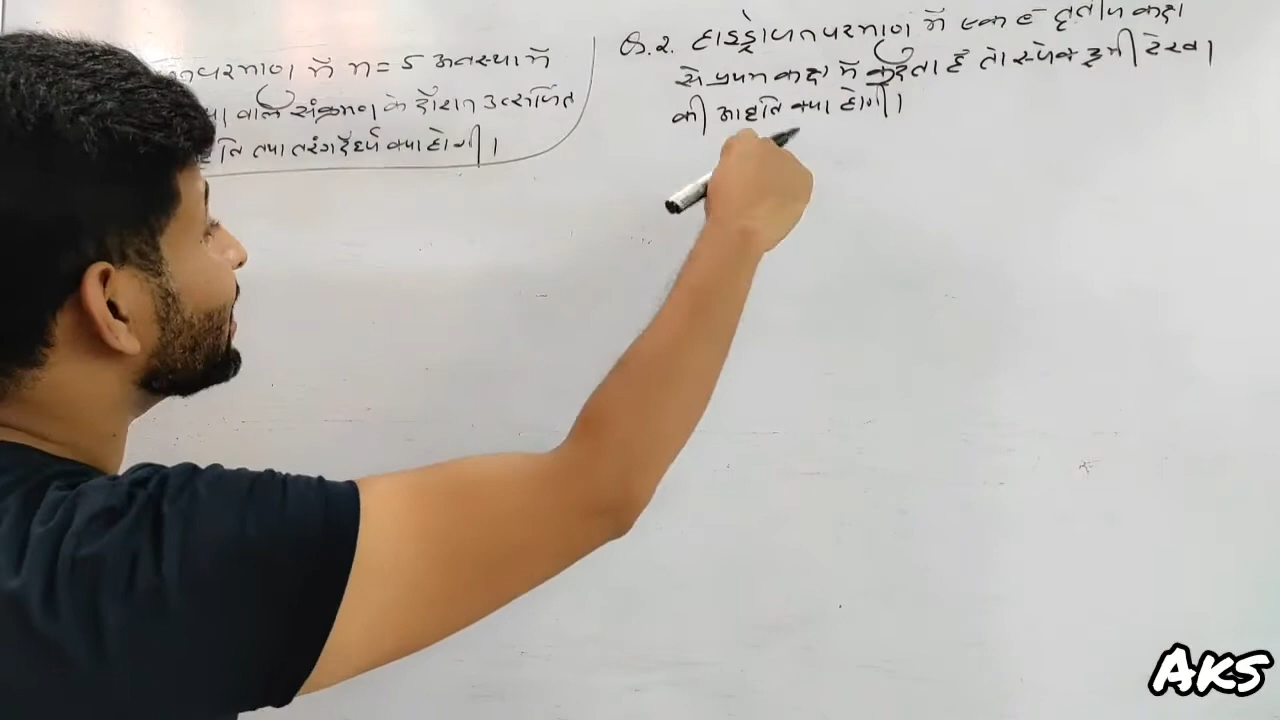 परमाणु में n = 5 अवस्था में
वाले संक्रमण के दौरान उत्सर्जित
ति तथा तरंगदैर्ध्य क्या होगी।
Q.2. हाइड्रोजन परमाणु में एक e⁻ तृतीय कक्षा
से प्रथम कक्षा में कुदता है तो स्पेक्ट्रमी रेखा
की आवृति क्या होगी।
AKS